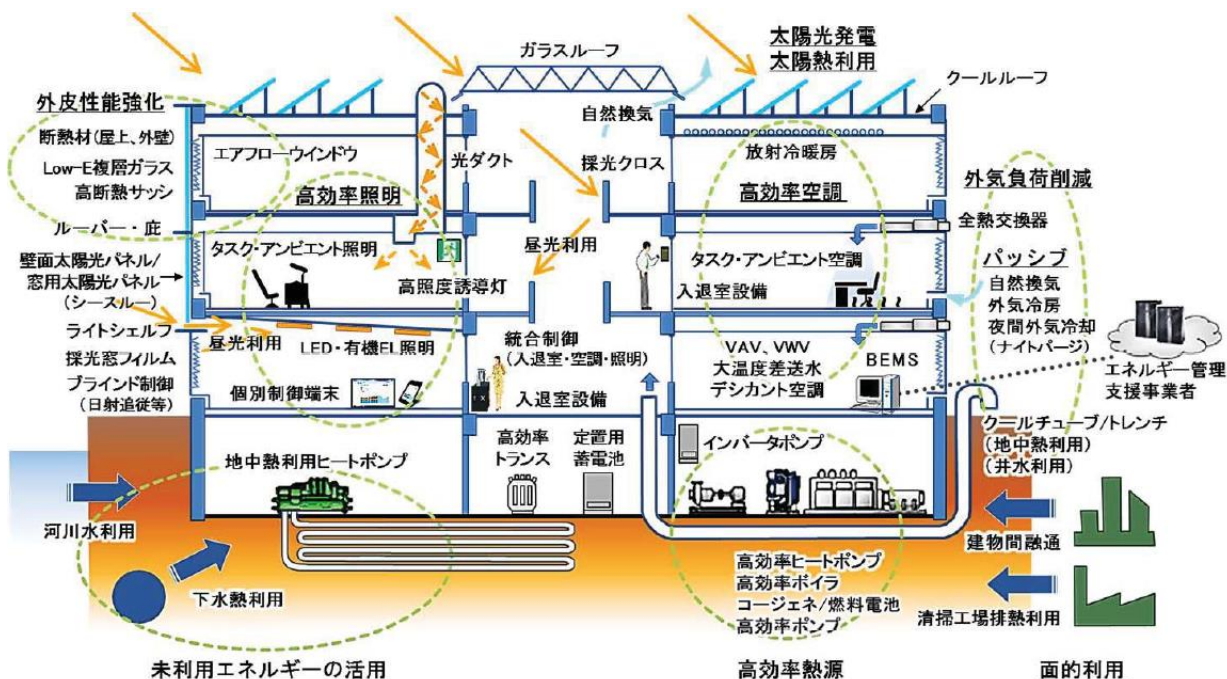 太陽光発電
太陽熱利用
ガラスルーフ
クールルーフ
外皮性能強化
断熱材(屋上、外壁)
Low-E複層ガラス
高断熱サッシ
エアフローウインドウ
光ダクト
自然換気
採光クロス
放射冷暖房
高効率照明
高効率空調
外気負荷削減
全熱交換器
ルーバー・庇
壁面太陽光パネル/
窓用太陽光パネル
(シースルー)
タスク・アンビエント照明
高照度誘導灯
昼光利用
入退室設備
タスク・アンビエント空調
パッシブ
自然換気
外気冷房
夜間外気冷却
(ナイトパージ)
ライトシェルフ
採光窓フィルム
ブラインド制御
(日射追従等)
昼光利用
LED・有機EL照明
個別制御端末
統合制御
(入退室・空調・照明)
入退室設備
VAV、VWV
大温度差送水
デシカント空調
BEMS
エネルギー管理
支援事業者
クールチューブ/トレンチ
(地中熱利用)
(井水利用)
地中熱利用ヒートポンプ
高効率
トランス
定置用
蓄電池
インバータポンプ
河川水利用
下水熱利用
高効率ヒートポンプ
高効率ボイラ
コージェネ/燃料電池
高効率ポンプ
建物間融通
清掃工場排熱利用
未利用エネルギーの活用
高効率熱源
面的利用